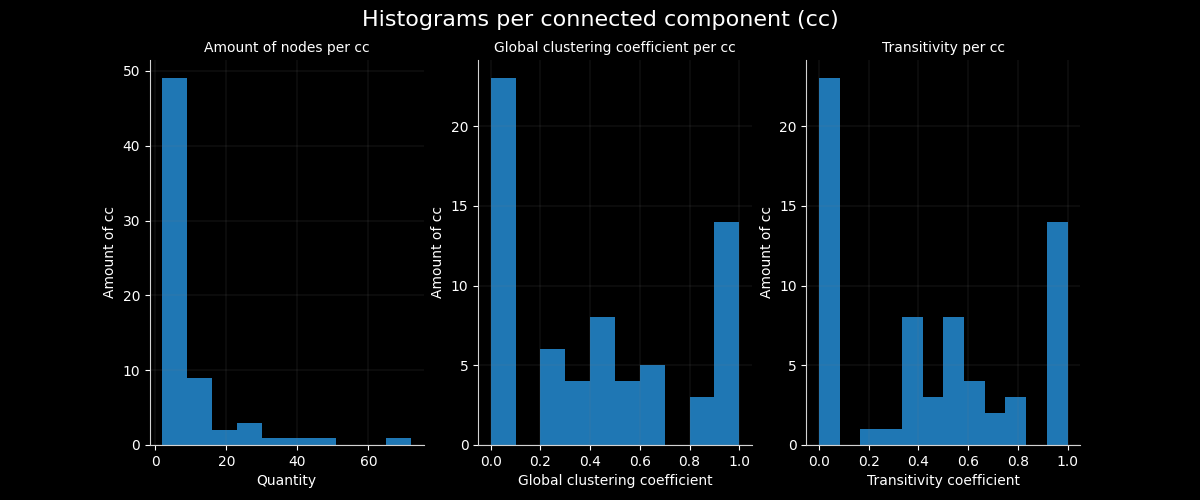 Histograms per connected component (cc)
Amount of nodes per cc
Amount of cc
50
40
30
20
10
0
0 20 40 60
Quantity
Global clustering coefficient per cc
Amount of cc
20
15
10
5
0
0.0 0.2 0.4 0.6 0.8 1.0
Global clustering coefficient
Transitivity per cc
Amount of cc
20
15
10
5
0
0.0 0.2 0.4 0.6 0.8 1.0
Transitivity coefficient